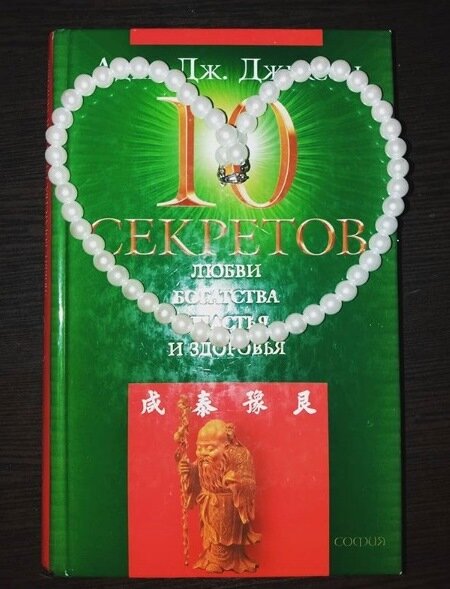 Дж.
10
СЕКРЕТОВ
ЛЮБВИ
БОГАТСТВА
СЧАСТЬЯ
И ЗДОРОВЬЯ
咸 泰 豫 艮
СОФИЯ